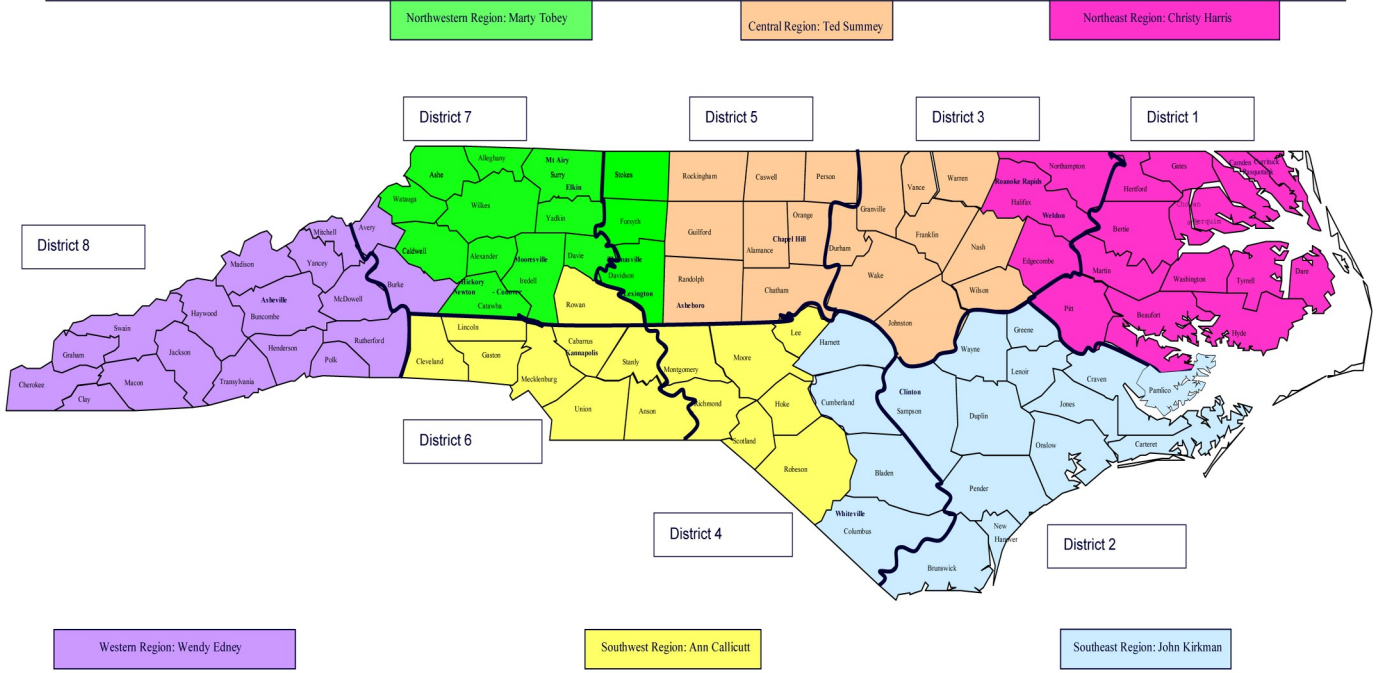 Northwestern Region: Marty Tobey
Central Region: Ted Summey
Northeast Region: Christy Harris
District 7
District 5
District 3
District 1
District 8
District 6
District 4
District 2
Ashe
Alleghany
Mt Airy
Surry
Elkin
Watauga
Wilkes
Yadkin
Caldwell
Alexander
Mooresville
Iredell
Davie
Hickory
Newton - Conover
Catawba
Stokes
Forsyth
Davidson
Lexington
Rockingham
Caswell
Person
Guilford
Alamance
Orange
Chapel Hill
Randolph
Asheboro
Chatham
Granville
Vance
Warren
Durham
Franklin
Wake
Nash
Wilson
Johnston
Northampton
Roanoke Rapids
Halifax
Weldon
Edgecombe
Gates
Camden
Currituck
Pasquotank
Hertford
Chowan
Bertie
Martin
Washington
Tyrrell
Dare
Pitt
Beaufort
Hyde
Avery
Mitchell
Yancey
Madison
McDowell
Burke
Asheville
Buncombe
Haywood
Swain
Graham
Jackson
Cherokee
Macon
Clay
Transylvania
Henderson
Polk
Rutherford
Rowan
Lincoln
Cleveland
Gaston
Cabarrus
Kannapolis
Mecklenburg
Stanly
Union
Anson
Montgomery
Moore
Lee
Richmond
Hoke
Scotland
Robeson
Harnett
Cumberland
Bladen
Whiteville
Columbus
Clinton
Sampson
Wayne
Greene
Lenoir
Craven
Pamlico
Jones
Duplin
Onslow
Carteret
Pender
New
Hanover
Brunswick
Western Region: Wendy Edney
Southwest Region: Ann Callicutt
Southeast Region: John Kirkman